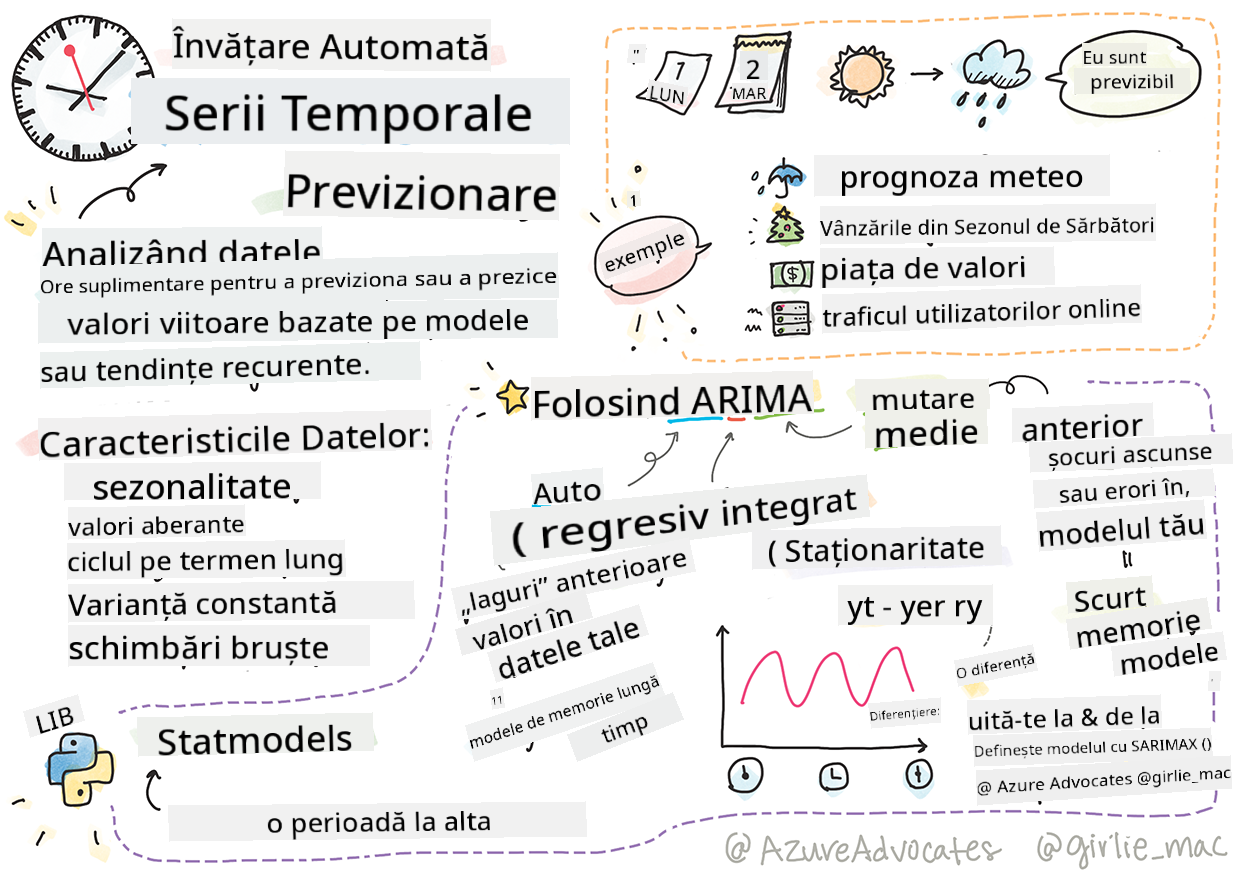 Învățare Automată
Serii Temporale
Previzionare
Analizând datele
Ore suplimentare pentru a previziona sau a prezice
valori viitoare bazate pe modele
sau tendințe recurente.
Caracteristicile Datelor:
sezonalitate
valori aberante
ciclul pe termen lung
Varianță constantă
schimbări bruște
LIB
Statmodels
o perioadă la alta
"
1
LUN
2
MAR
Eu sunt
previzibil
1
exemple
prognoza meteo
Vânzările din Sezonul de Sărbători
piața de valori
$
traficul utilizatorilor online
Folosind ARIMA
mutare
medie
anterior
șocuri ascunse
sau erori în,
modelul tău
Scurt
memorie
modele
Auto
( regresiv integrat
„laguri” anterioare
valori în
datele tale
11
modele de memorie lungă
timp
( Staționaritate
yt - yer ry
O diferență
Diferențiere:
uită-te la & de la
Definește modelul cu SARIMAX ()
@ Azure Advocates @girlie_mac
@AzureAdvocates @girlie_mac